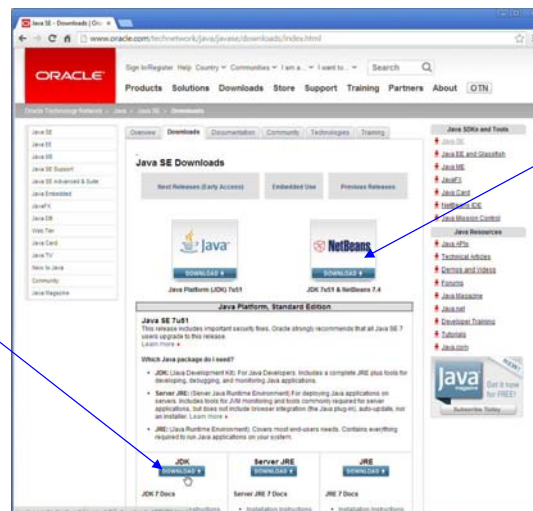 Java SE - Downloads | Ora
www.oracle.com/technetwork/java/javase/downloads/index.html
ORACLE
Sign In/Register Help Country Communities I am a... I want to... Search
Products Solutions Downloads Store Support Training Partners About OTN
Oracle Technology Network > Java > Java SE > Downloads
Java SE
Java EE
Java ME
Java SE Support
Java SE Advanced & Suite
Java Embedded
JavaFX
Java DB
Web Tier
Java Card
Java TV
New to Java
Community
Java Magazine
Overview Downloads Documentation Community Technologies Training
Java SE Downloads
Next Releases (Early Access) Embedded Use Previous Releases
Java
DOWNLOAD
Java Platform (JDK) 7u51
NetBeans
DOWNLOAD
JDK 7u51 & NetBeans 7.4
Java Platform, Standard Edition
Java SE 7u51
This release includes important security fixes. Oracle strongly recommends that all Java SE 7
users upgrade to this release.
Learn more
Which Java package do I need?
• JDK: (Java Development Kit). For Java Developers. Includes a complete JRE plus tools for
developing, debugging, and monitoring Java applications.
• Server JRE: (Server Java Runtime Environment) For deploying Java applications on
servers. Includes tools for JVM monitoring and tools commonly required for server
applications, but does not include browser integration (the Java plug-in), auto-update, nor
an installer. Learn more
• JRE: (Java Runtime Environment). Covers most end-users needs. Contains everything
required to run Java applications on your system.
JDK
DOWNLOAD
Server JRE
DOWNLOAD
JRE
DOWNLOAD
JDK 7 Docs
Server JRE 7 Docs
JRE 7 Docs
Instructions
• Installation Instructions
• Installation Instructions
Java SDKs and Tools
Java SE
Java EE and Glassfish
Java ME
JavaFX
Java Card
NetBeans IDE
Java Mission Control
Java Resources
Java APIs
Technical Articles
Demos and Videos
Forums
Java Magazine
Java.net
Developer Training
Tutorials
Java.com
NEW!
Java
magazine
Get it now
for FREE!
Subscribe Today